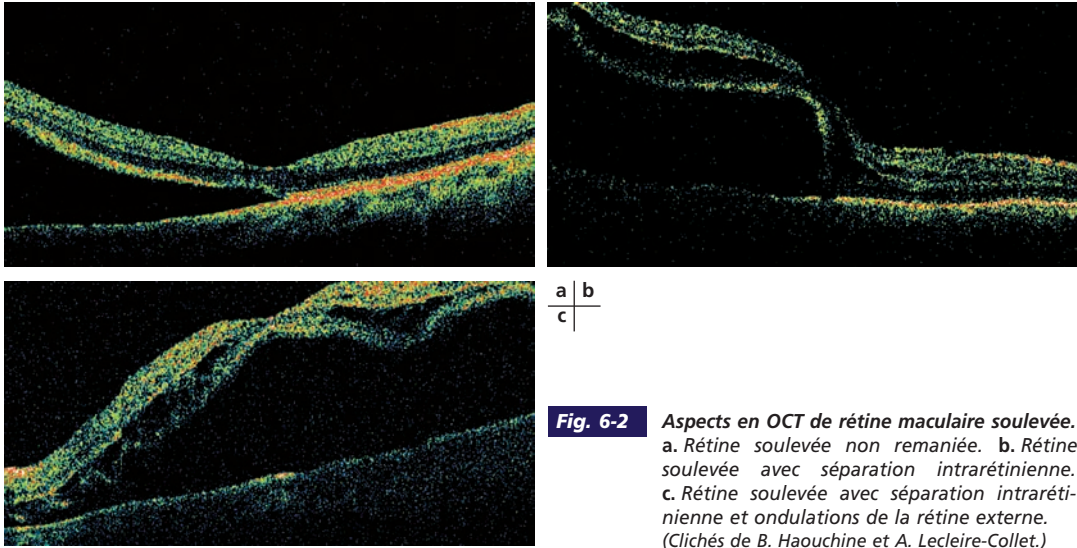 a b
c
Fig. 6-2 Aspects en OCT de rétine maculaire soulevée.
a. Rétine soulevée non remaniée. b. Rétine
soulevée avec séparation intrarétinienne.
c. Rétine soulevée avec séparation intraréti-
nienne et ondulations de la rétine externe.
(Clichés de B. Haouchine et A. Lecleire-Collet.)